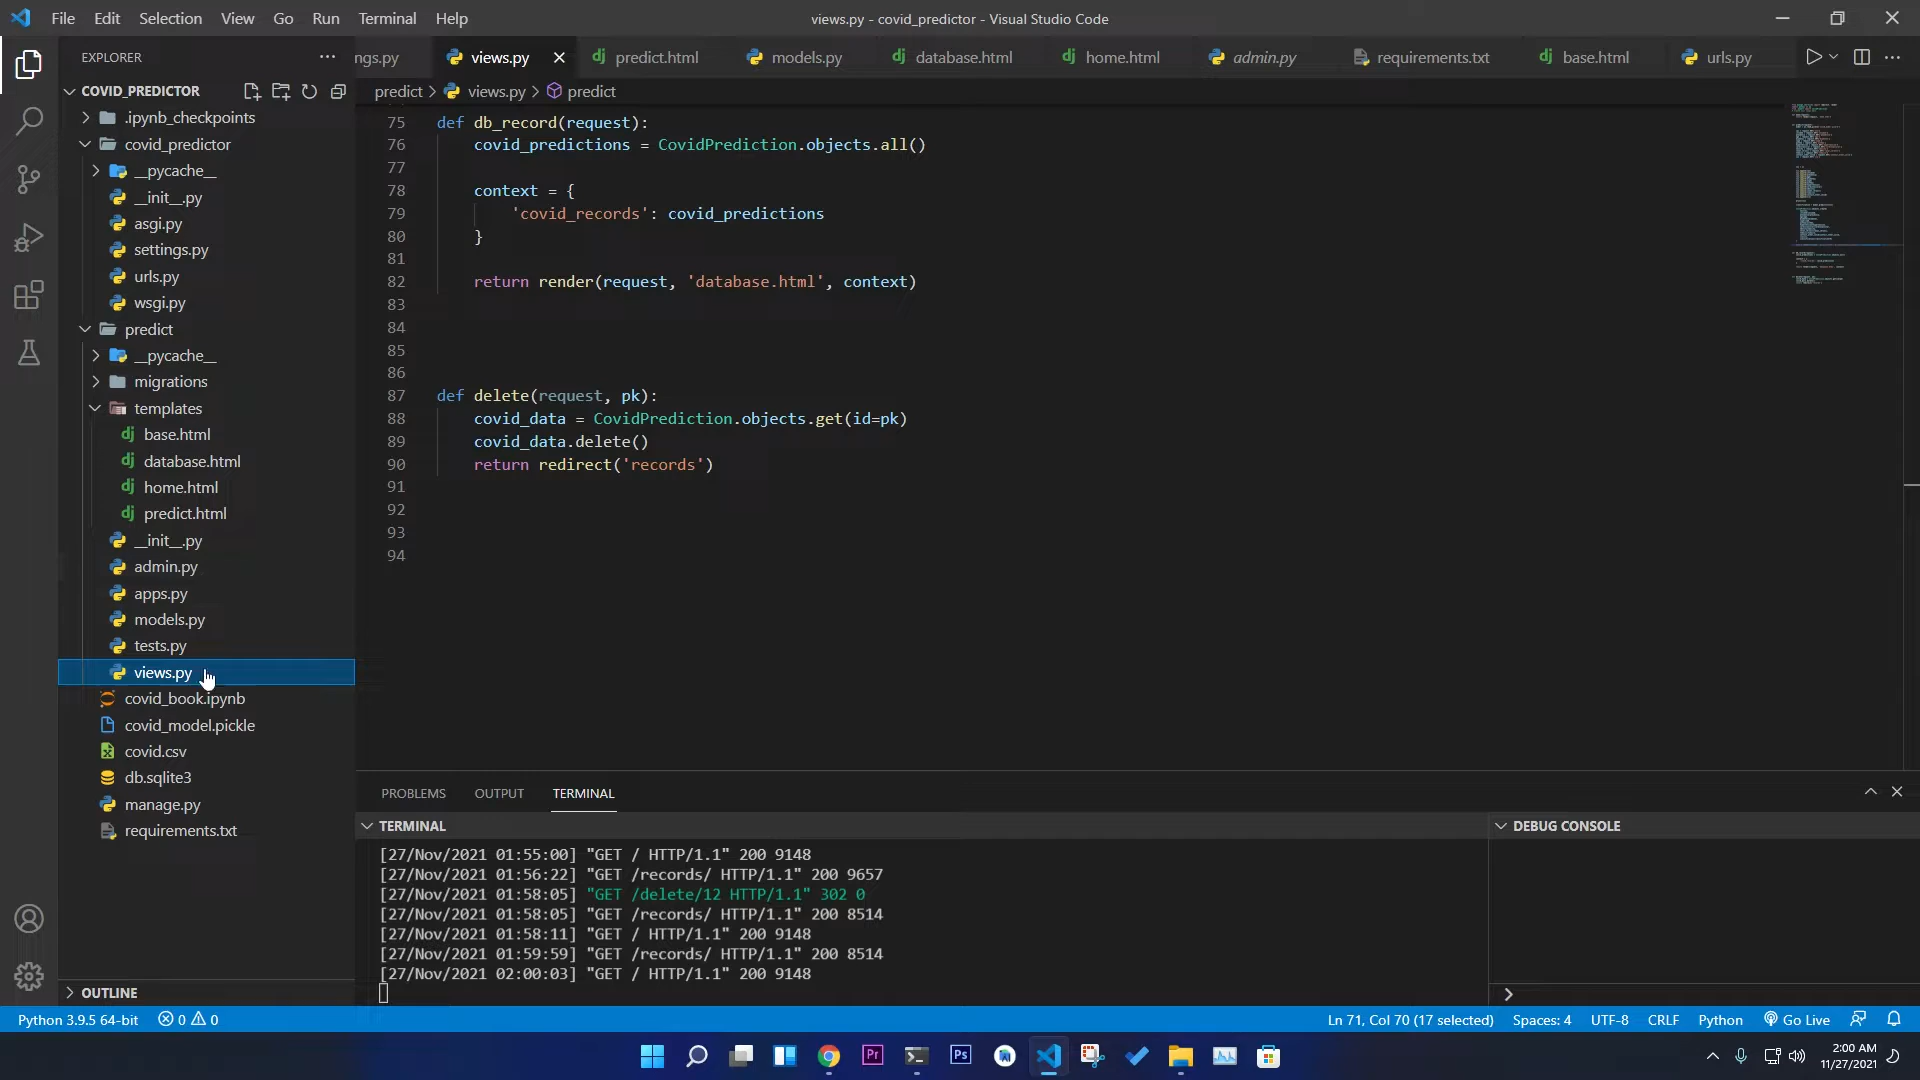 File Edit Selection View Go Run Terminal Help
views.py - covid_predictor - Visual Studio Code
EXPLORER
ngs.py
views.py
predict.html
models.py
database.html
home.html
admin.py
requirements.txt
base.html
urls.py
predict > views.py > predict
COVID_PREDICTOR
.ipynb_checkpoints
covid_predictor
__pycache__
__init__.py
asgi.py
settings.py
urls.py
wsgi.py
predict
__pycache__
migrations
templates
base.html
database.html
home.html
predict.html
__init__.py
admin.py
apps.py
models.py
tests.py
views.py
covid_book.ipynb
covid_model.pickle
covid.csv
db.sqlite3
manage.py
requirements.txt
OUTLINE
75 def db_record(request):
76 covid_predictions = CovidPrediction.objects.all()
77
78 context = {
79 'covid_records': covid_predictions
80 }
81
82 return render(request, 'database.html', context)
83
84
85
86
87 def delete(request, pk):
88 covid_data = CovidPrediction.objects.get(id=pk)
89 covid_data.delete()
90 return redirect('records')
91
92
93
94
PROBLEMS OUTPUT TERMINAL
TERMINAL
[27/Nov/2021 01:55:00] "GET / HTTP/1.1" 200 9148
[27/Nov/2021 01:56:22] "GET /records/ HTTP/1.1" 200 9657
[27/Nov/2021 01:58:05] "GET /delete/12 HTTP/1.1" 302 0
[27/Nov/2021 01:58:05] "GET /records/ HTTP/1.1" 200 8514
[27/Nov/2021 01:58:11] "GET / HTTP/1.1" 200 9148
[27/Nov/2021 01:59:59] "GET /records/ HTTP/1.1" 200 8514
[27/Nov/2021 02:00:03] "GET / HTTP/1.1" 200 9148
DEBUG CONSOLE
Python 3.9.5 64-bit 0 0
Ln 71, Col 70 (17 selected) Spaces: 4 UTF-8 CRLF Python Go Live
Pr
Ps
2:00 AM
11/27/2021